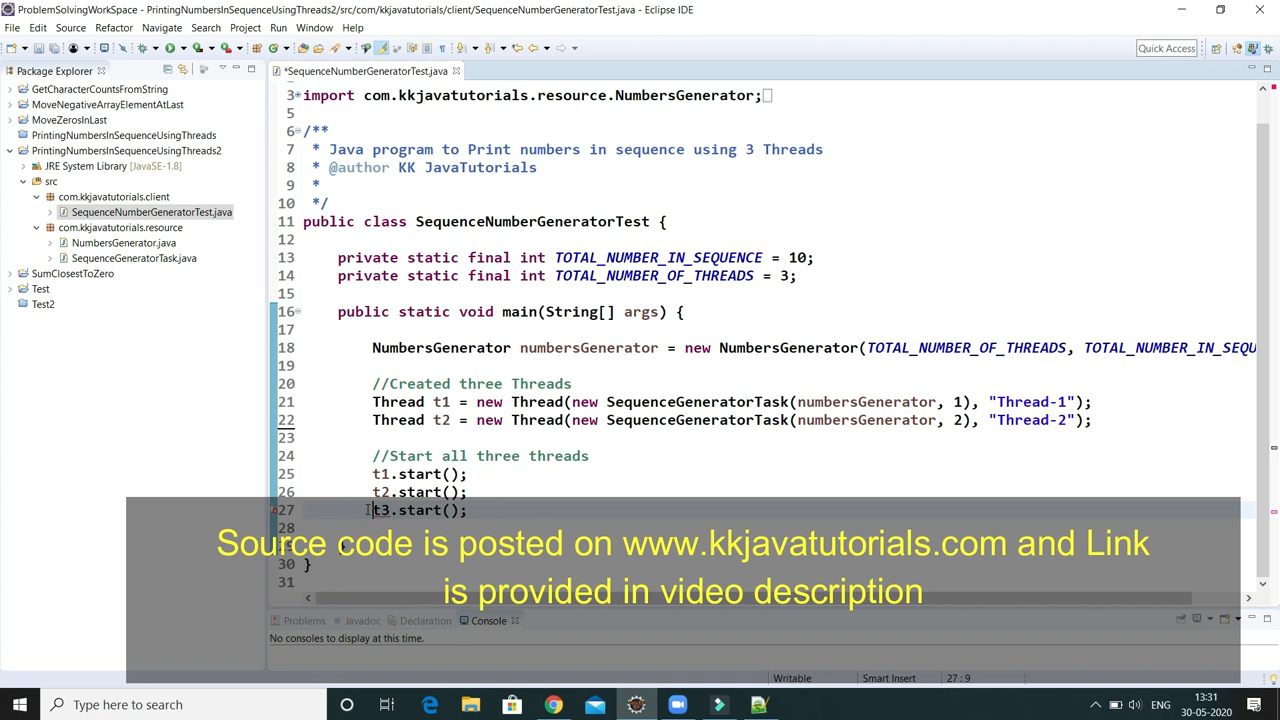 ProblemSolvingWorkSpace - PrintingNumbersInSequenceUsingThreads2/src/com/kkjavatutorials/client/SequenceNumberGeneratorTest.java - Eclipse IDE
File Edit Source Refactor Navigate Search Project Run Window Help
Quick Access
Package Explorer
GetCharacterCountsFromString
MoveNegativeArrayElementAtLast
MoveZerosInLast
PrintingNumbersInSequenceUsingThreads
PrintingNumbersInSequenceUsingThreads2
JRE System Library [JavaSE-1.8]
src
com.kkjavatutorials.client
SequenceNumberGeneratorTest.java
com.kkjavatutorials.resource
NumbersGenerator.java
SequenceGeneratorTask.java
SumClosestToZero
Test
Test2
*SequenceNumberGeneratorTest.java
3 import com.kkjavatutorials.resource.NumbersGenerator;
5
6 /**
7 * Java program to Print numbers in sequence using 3 Threads
8 * @author KK JavaTutorials
9 *
10 */
11 public class SequenceNumberGeneratorTest {
12
13 private static final int TOTAL_NUMBER_IN_SEQUENCE = 10;
14 private static final int TOTAL_NUMBER_OF_THREADS = 3;
15
16 public static void main(String[] args) {
17
18 NumbersGenerator numbersGenerator = new NumbersGenerator(TOTAL_NUMBER_OF_THREADS, TOTAL_NUMBER_IN_SEQU
19
20 //Created three Threads
21 Thread t1 = new Thread(new SequenceGeneratorTask(numbersGenerator, 1), "Thread-1");
22 Thread t2 = new Thread(new SequenceGeneratorTask(numbersGenerator, 2), "Thread-2");
23
24 //Start all three threads
25 t1.start();
26 t2.start();
27 t3.start();
28
}
30 }
31
Source code is posted on www.kkjavatutorials.com and Link
is provided in video description
Problems Javadoc Declaration Console
No consoles to display at this time.
Writable Smart Insert 27 : 9
Type here to search
ENG
13:31
30-05-2020